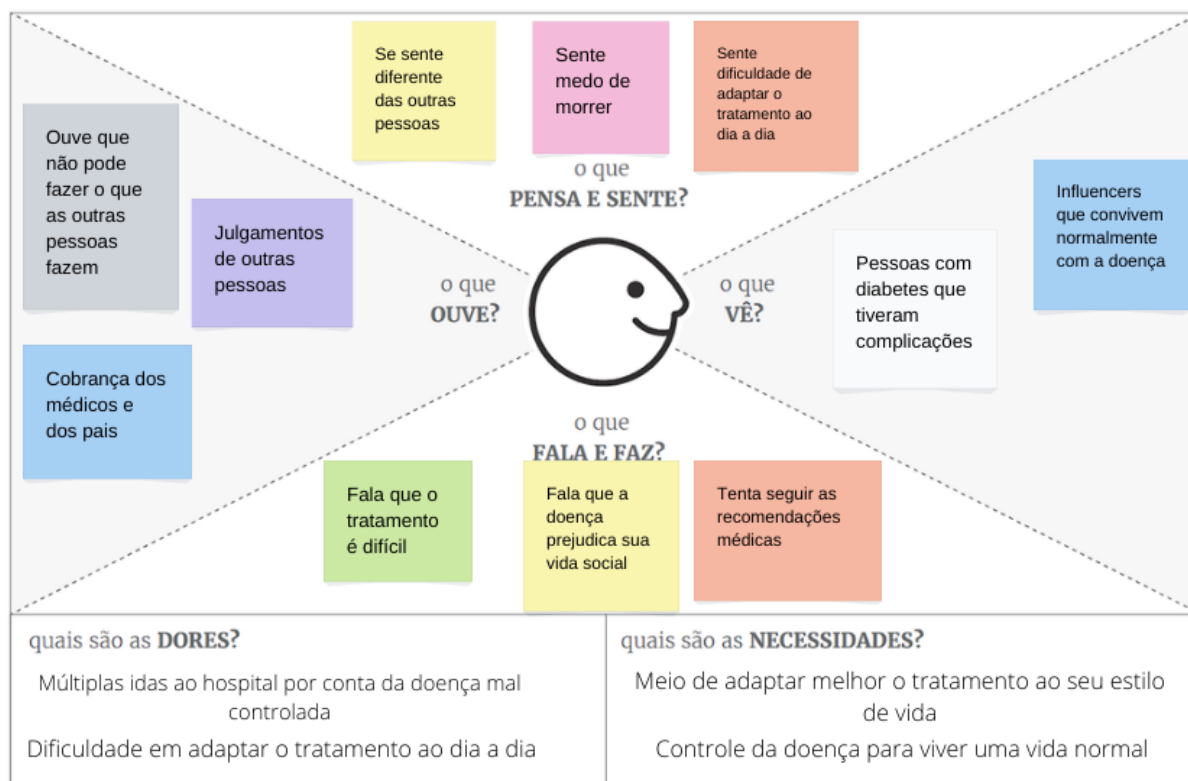 Se sente
diferente
das outras
pessoas
Sente
medo de
morrer
Sente
dificuldade de
adaptar o
tratamento ao
dia a dia
o que
PENSA E SENTE?
Ouve que
não pode
fazer o que
as outras
pessoas
fazem
Julgamentos
de outras
pessoas
Cobrança dos
médicos e
dos pais
o que
OUVE?
o que
VÊ?
Pessoas com
diabetes que
tiveram
complicações
Influencers
que convivem
normalmente
com a doença
o que
FALA E FAZ?
Fala que o
tratamento
é difícil
Fala que a
doença
prejudica sua
vida social
Tenta seguir as
recomendações
médicas
quais são as DORES?
Múltiplas idas ao hospital por conta da doença mal
controlada
Dificuldade em adaptar o tratamento ao dia a dia
quais são as NECESSIDADES?
Meio de adaptar melhor o tratamento ao seu estilo
de vida
Controle da doença para viver uma vida normal